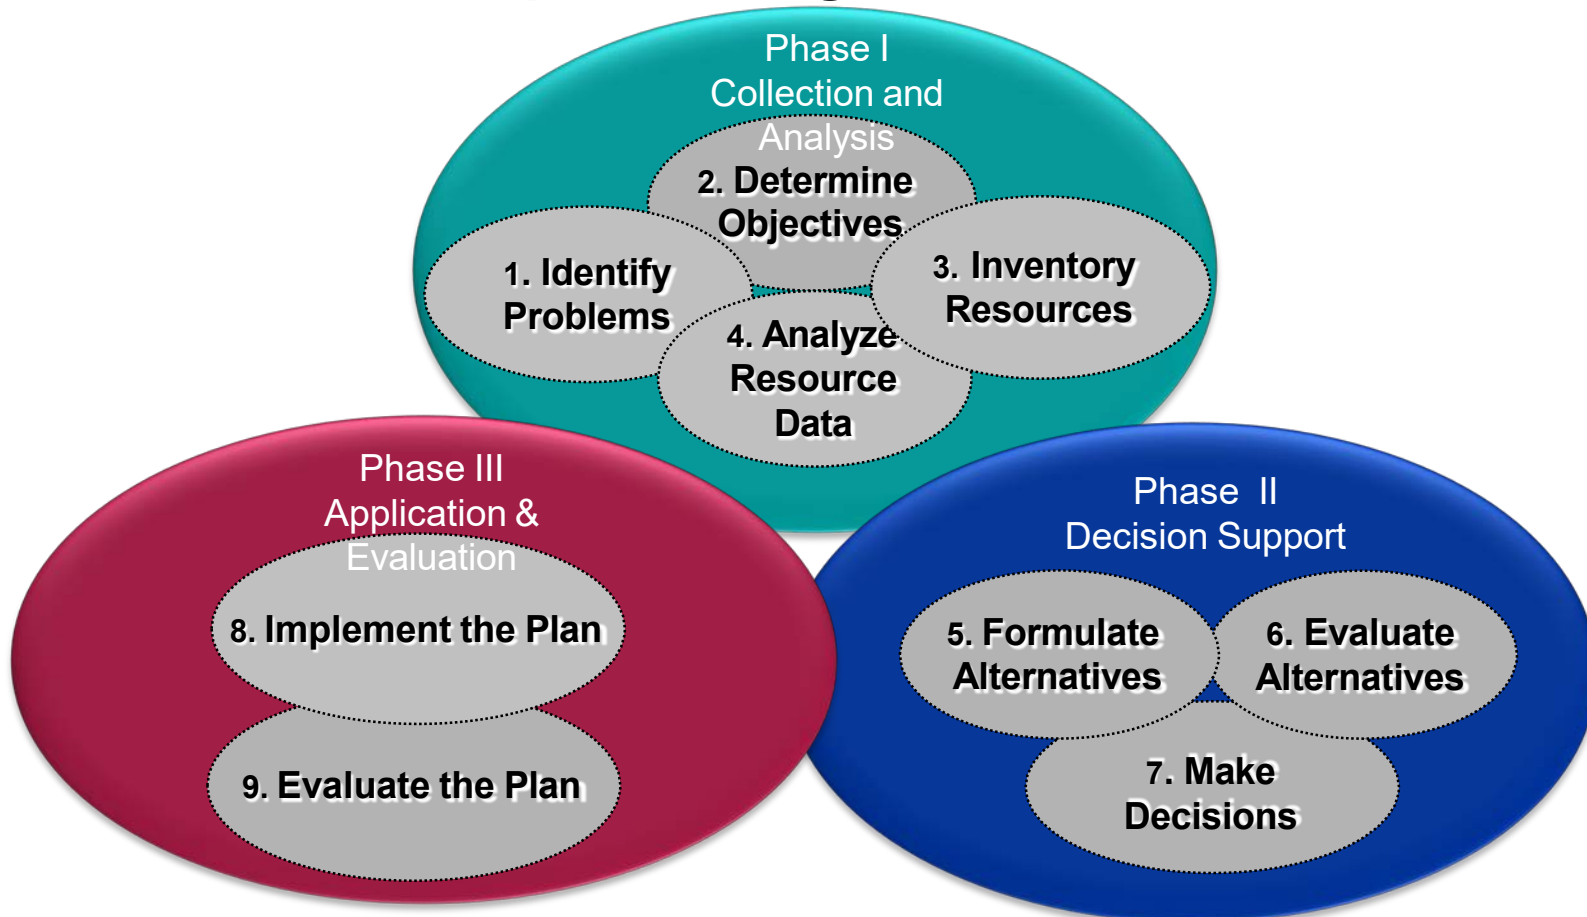 Phase I
Collection and
Analysis
2. Determine
Objectives
1. Identify
Problems
3. Inventory
Resources
4. Analyze
Resource
Data
Phase III
Application &
Evaluation
8. Implement the Plan
9. Evaluate the Plan
Phase II
Decision Support
5. Formulate
Alternatives
6. Evaluate
Alternatives
7. Make
Decisions